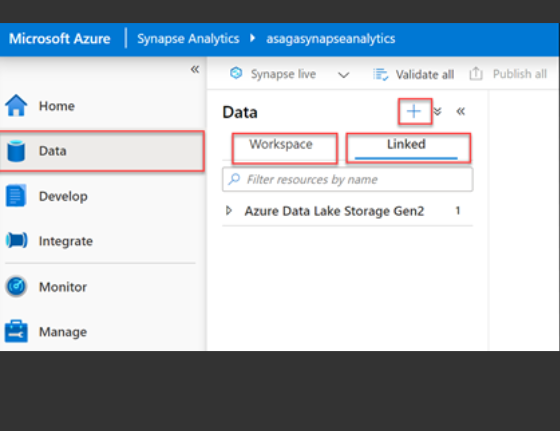 Microsoft Azure Synapse Analytics asagasynapseanalytics
Synapse live Validate all Publish all
Home
Data
Develop
Integrate
Monitor
Manage
Data
Workspace Linked
Filter resources by name
Azure Data Lake Storage Gen2 1